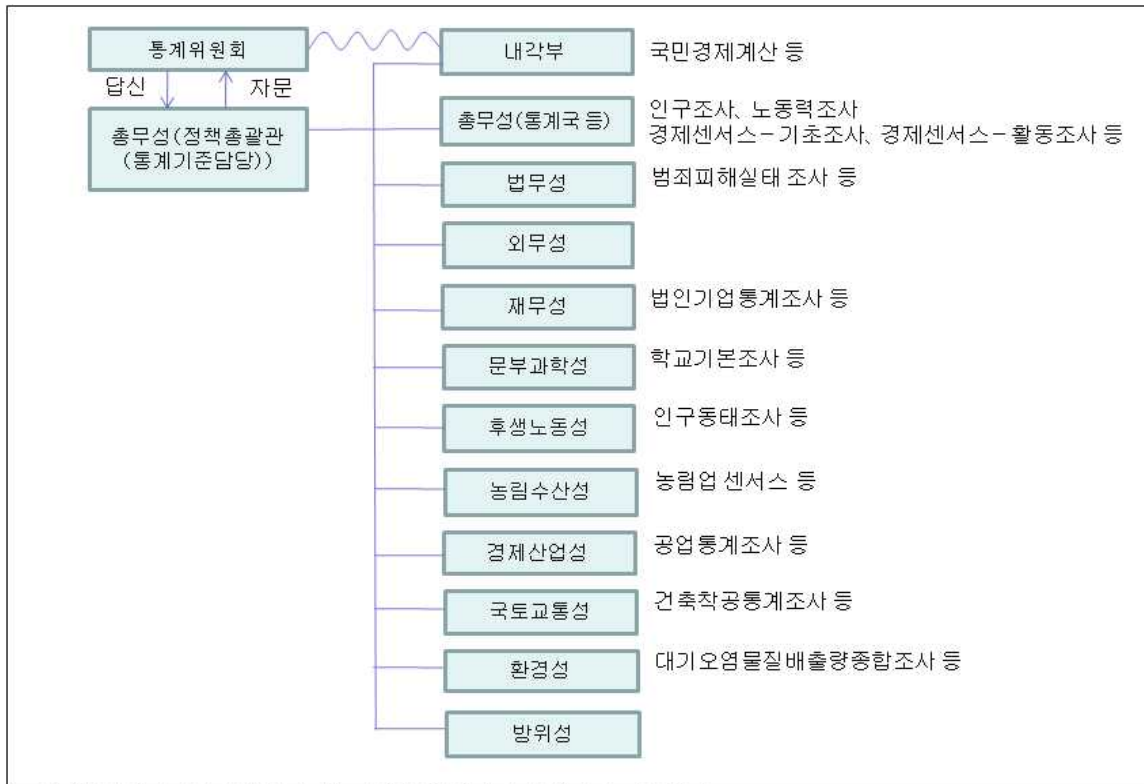 통계위원회
답신
자문
총무성(정책총괄관
(통계기준담당))
내각부
국민경제계산 등
총무성(통계국 등)
인구조사、노동력조사
경제센서스－기초조사、경제센서스－활동조사 등
법무성
범죄피해실태 조사 등
외무성
재무성
법인기업통계조사 등
문부과학성
학교기본조사 등
후생노동성
인구동태조사 등
농림수산성
농림업 센서스 등
경제산업성
공업통계조사 등
국토교통성
건축착공통계조사 등
환경성
대기오염물질배출량종합조사 등
방위성